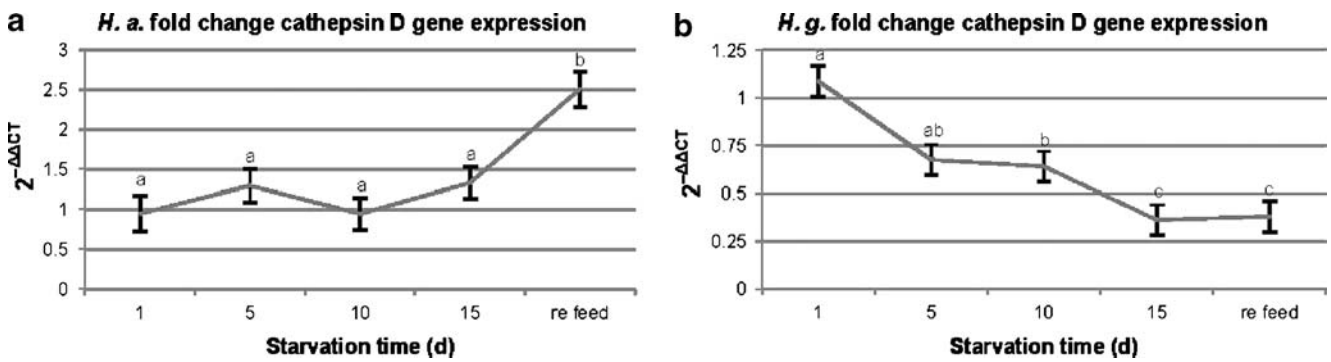 a
H. a. fold change cathepsin D gene expression
3
2.5
2
1.5
1
0.5
0
2^−ΔΔCT
a
a
a
a
b
1 5 10 15 re feed
Starvation time (d)
b
H. g. fold change cathepsin D gene expression
1.25
1
0.75
0.5
0.25
0
2^−ΔΔCT
a
ab
b
c
c
1 5 10 15 re feed
Starvation time (d)